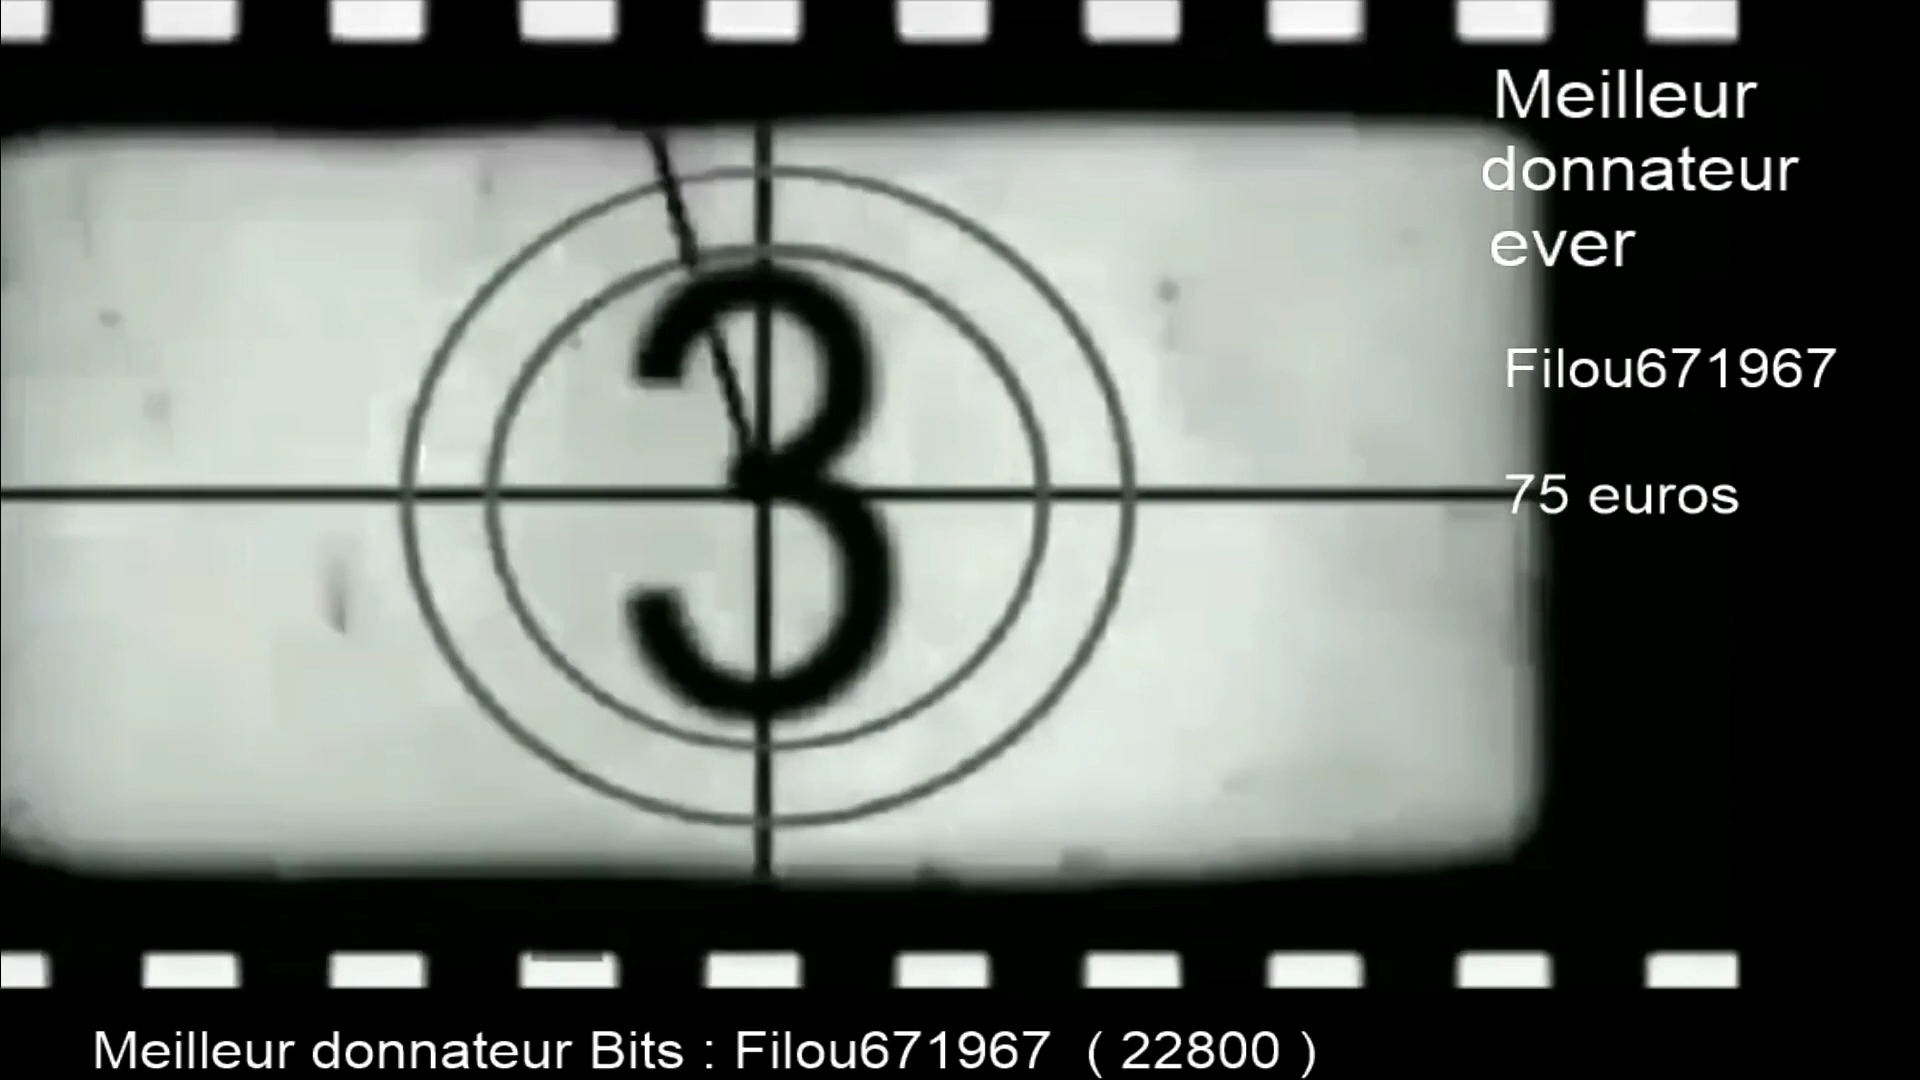 Meilleur
donnateur
ever
Filou671967
75 euros
3
Meilleur donnateur Bits : Filou671967 ( 22800 )